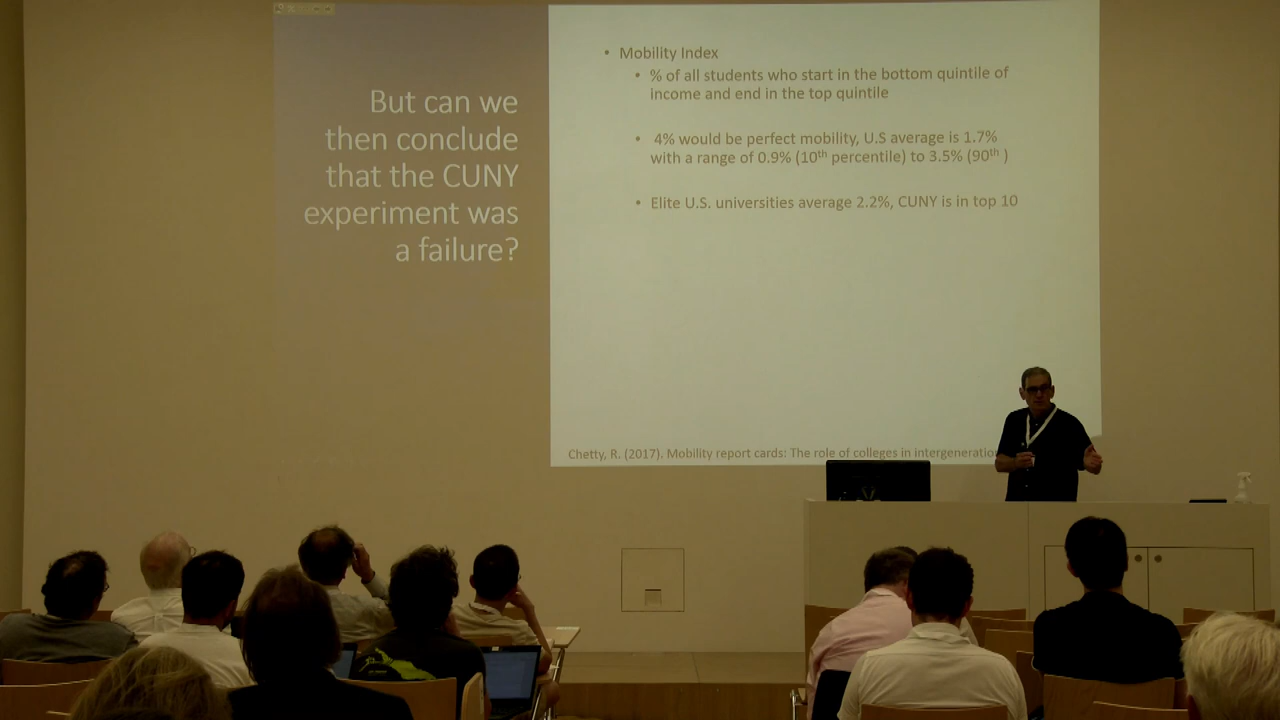 But can we
then conclude
that the CUNY
experiment was
a failure?
• Mobility Index
• % of all students who start in the bottom quintile of
income and end in the top quintile
• 4% would be perfect mobility, U.S average is 1.7%
with a range of 0.9% (10th percentile) to 3.5% (90th )
• Elite U.S. universities average 2.2%, CUNY is in top 10
Chetty, R. (2017). Mobility report cards: The role of colleges in intergeneratio